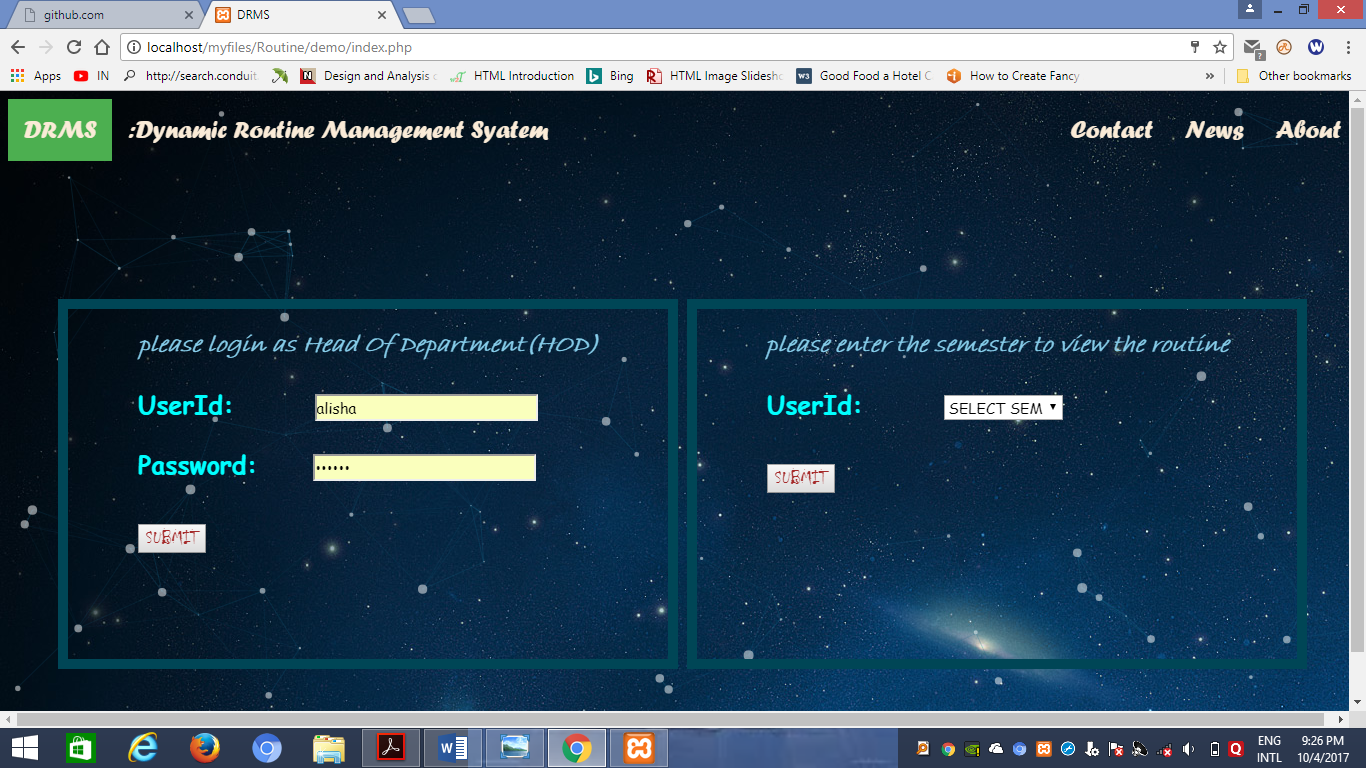 github.com
DRMS
localhost/myfiles/Routine/demo/index.php
Apps IN http://search.conduit Design and Analysis HTML Introduction Bing HTML Image Slidesho Good Food a Hotel How to Create Fancy » Other bookmarks
DRMS :Dynamic Routine Management Syatem Contact News About
please login as Head Of Department(HOD)
UserId: alisha
Password: ••••••
SUBMIT
please enter the semester to view the routine
UserId: SELECT SEM
SUBMIT
ENG 9:26 PM
INTL 10/4/2017